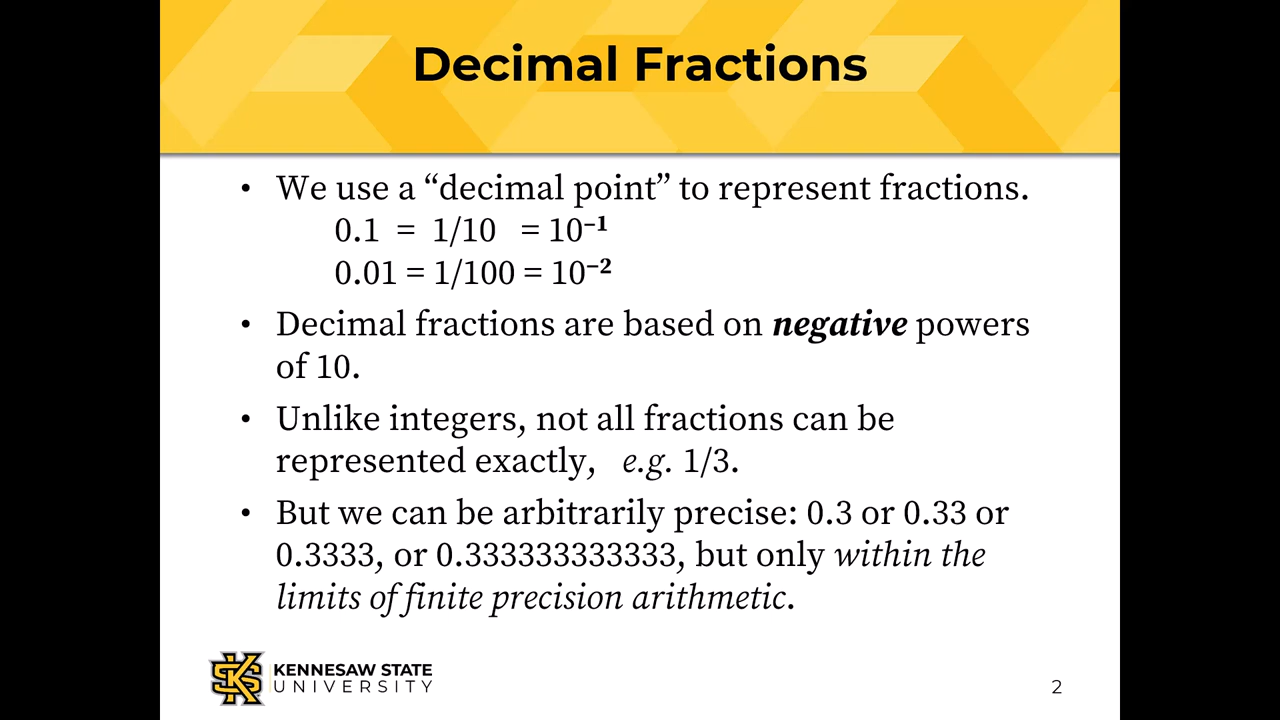 Decimal Fractions
• We use a “decimal point” to represent fractions.
0.1 = 1/10 = 10⁻¹
0.01 = 1/100 = 10⁻²
• Decimal fractions are based on negative powers
of 10.
• Unlike integers, not all fractions can be
represented exactly, e.g. 1/3.
• But we can be arbitrarily precise: 0.3 or 0.33 or
0.3333, or 0.333333333333, but only within the
limits of finite precision arithmetic.
KENNESAW STATE
UNIVERSITY
2